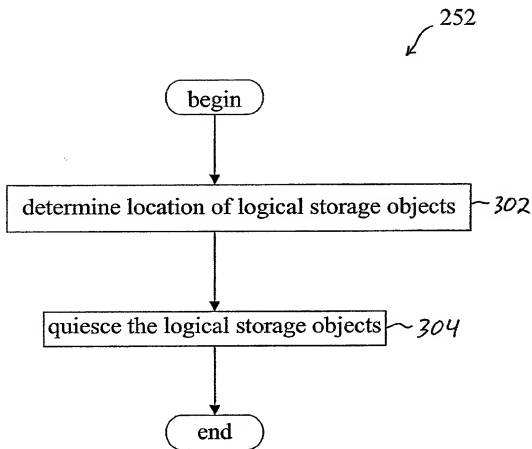 252
begin
determine location of logical storage objects 302
quiesce the logical storage objects 304
end